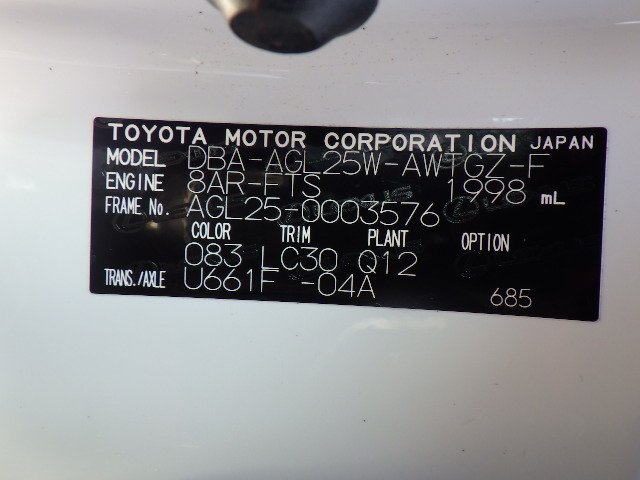 TOYOTA MOTOR CORPORATION JAPAN
MODEL DBA-AGL25W-AWTGZ-F
ENGINE 8AR-FTS 1998 mL
FRAME No. AGL25-0003576
COLOR TRIM PLANT OPTION
083 LC30 Q12
TRANS./AXLE U661F -04A
685